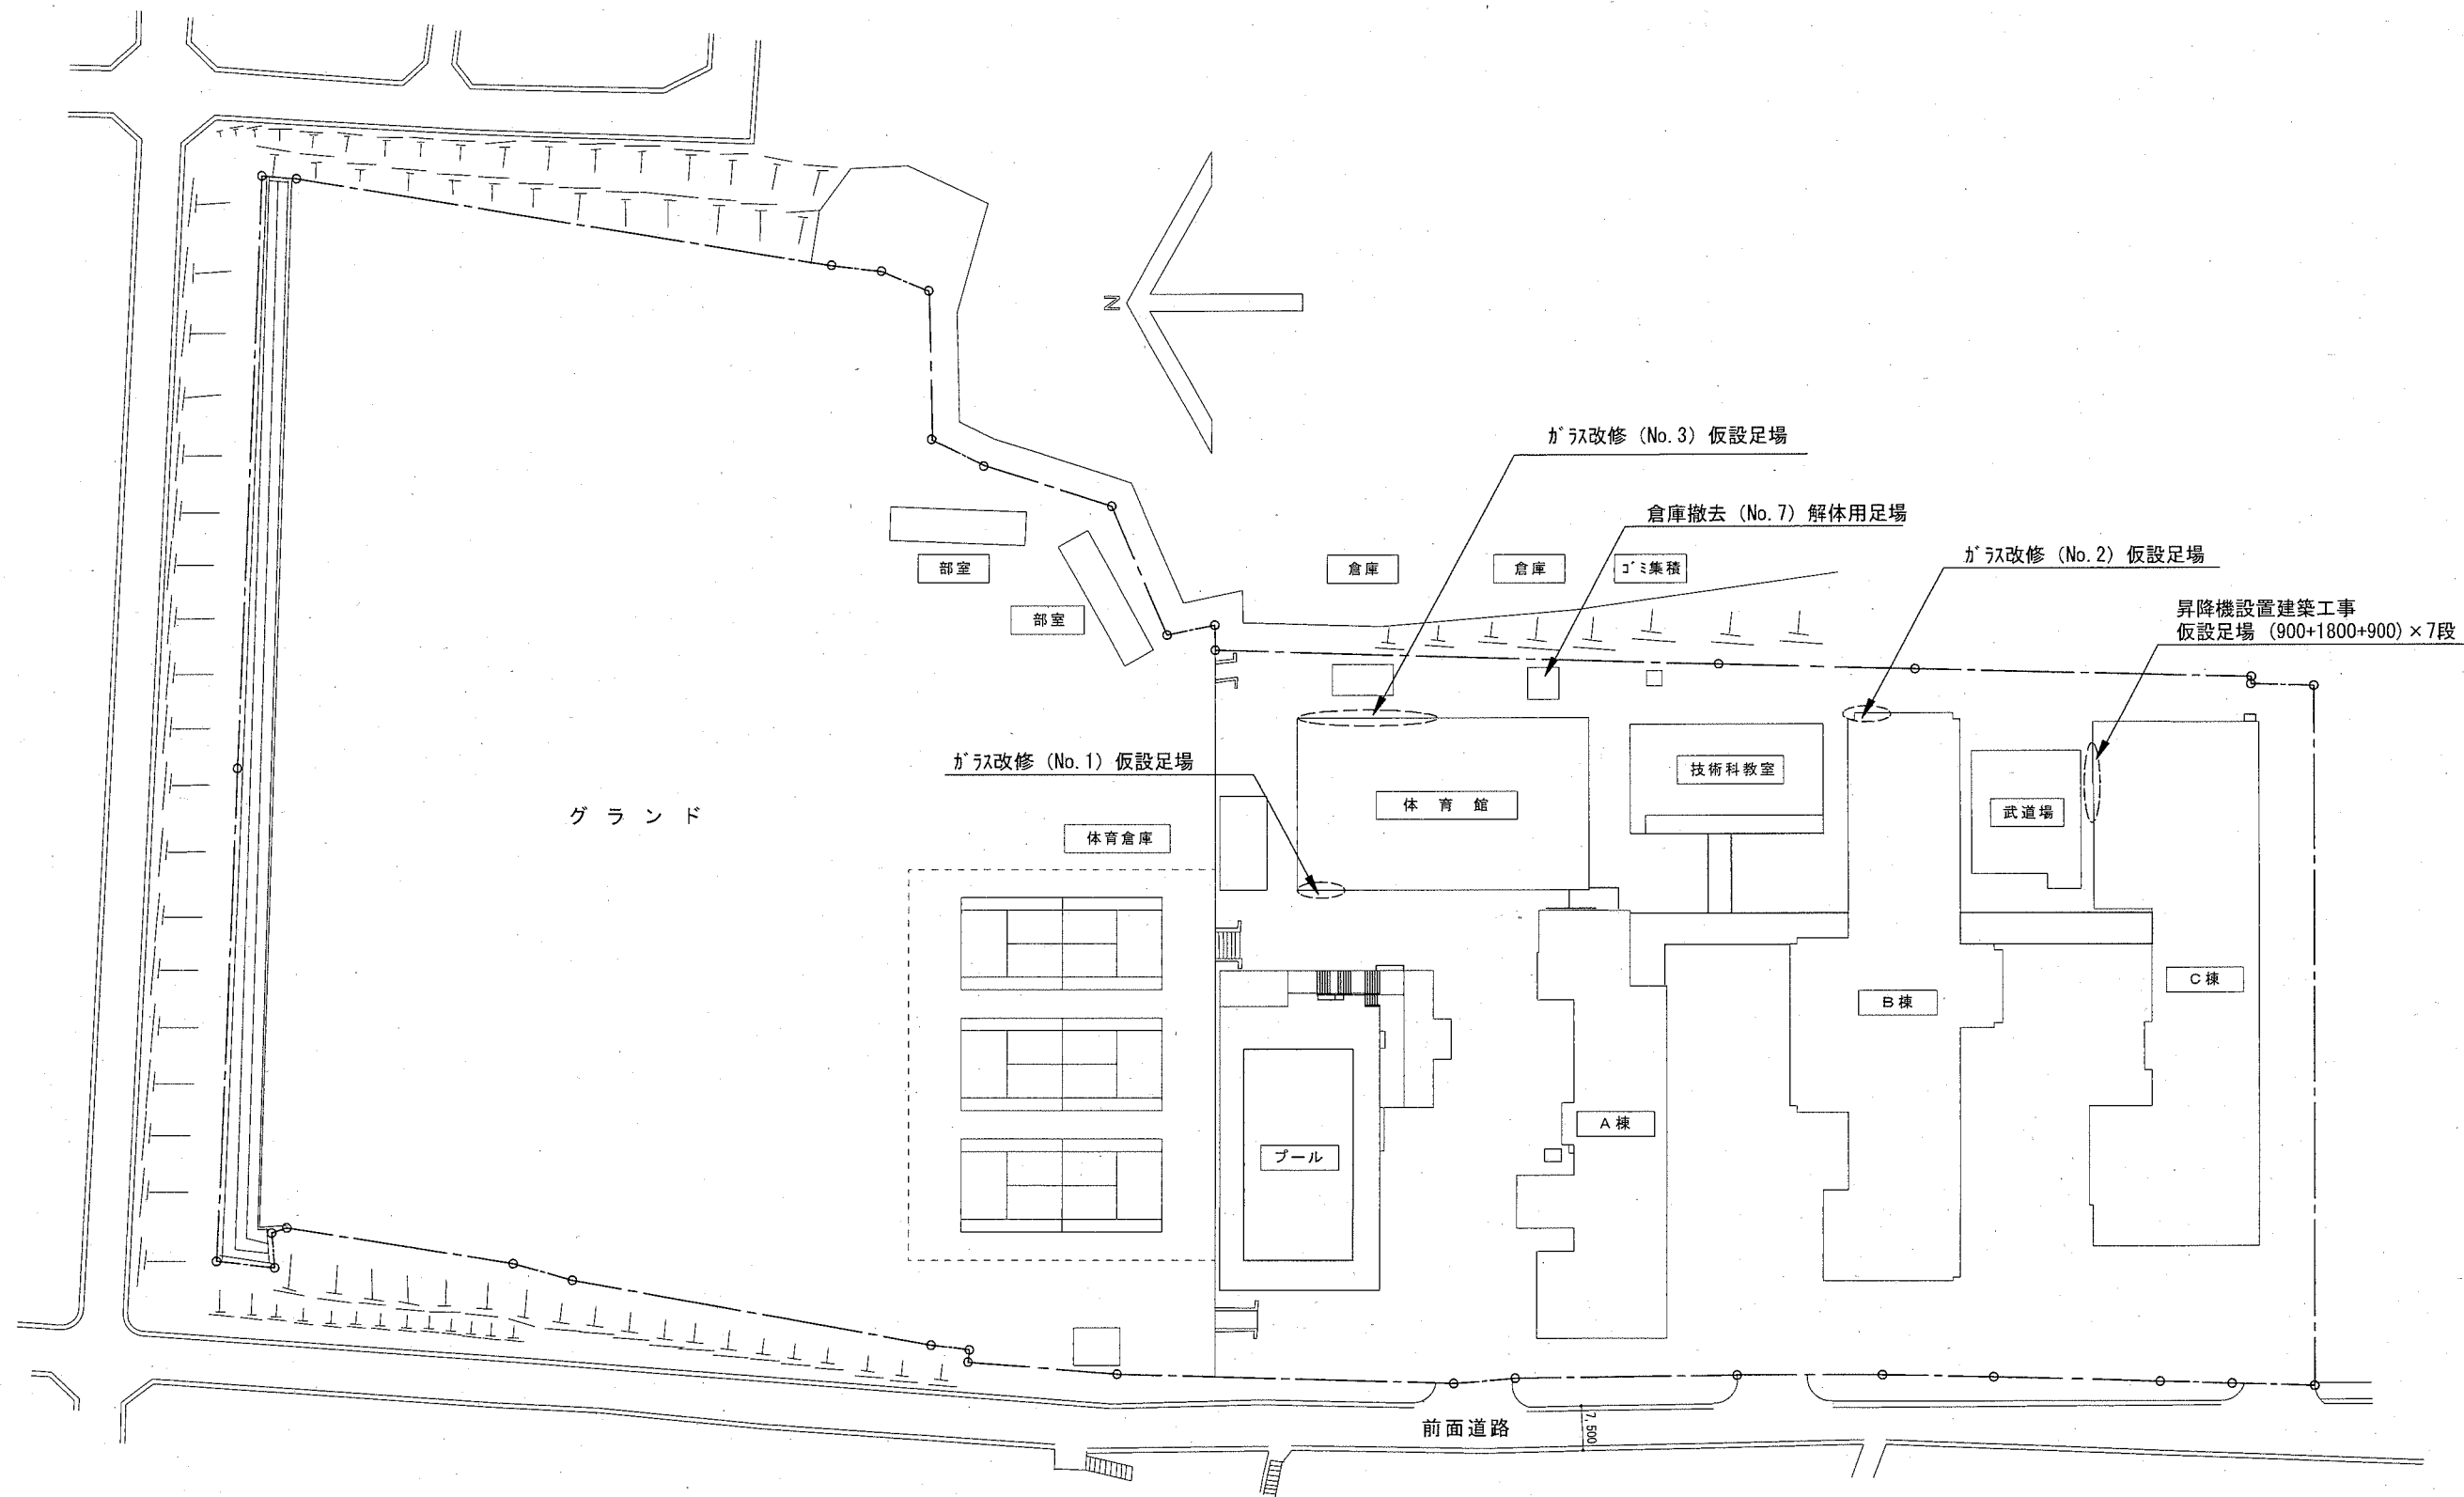 N
ｶﾞﾗｽ改修（No.3）仮設足場
倉庫撤去（No.7）解体用足場
ｶﾞﾗｽ改修（No.2）仮設足場
昇降機設置建築工事
仮設足場（900+1800+900）×7段
部室
倉庫
倉庫
ｺﾞﾐ集積
部室
ｶﾞﾗｽ改修（No.1）仮設足場
技術科教室
体育館
武道場
グランド
体育倉庫
C棟
B棟
A棟
プール
前面道路
7,500